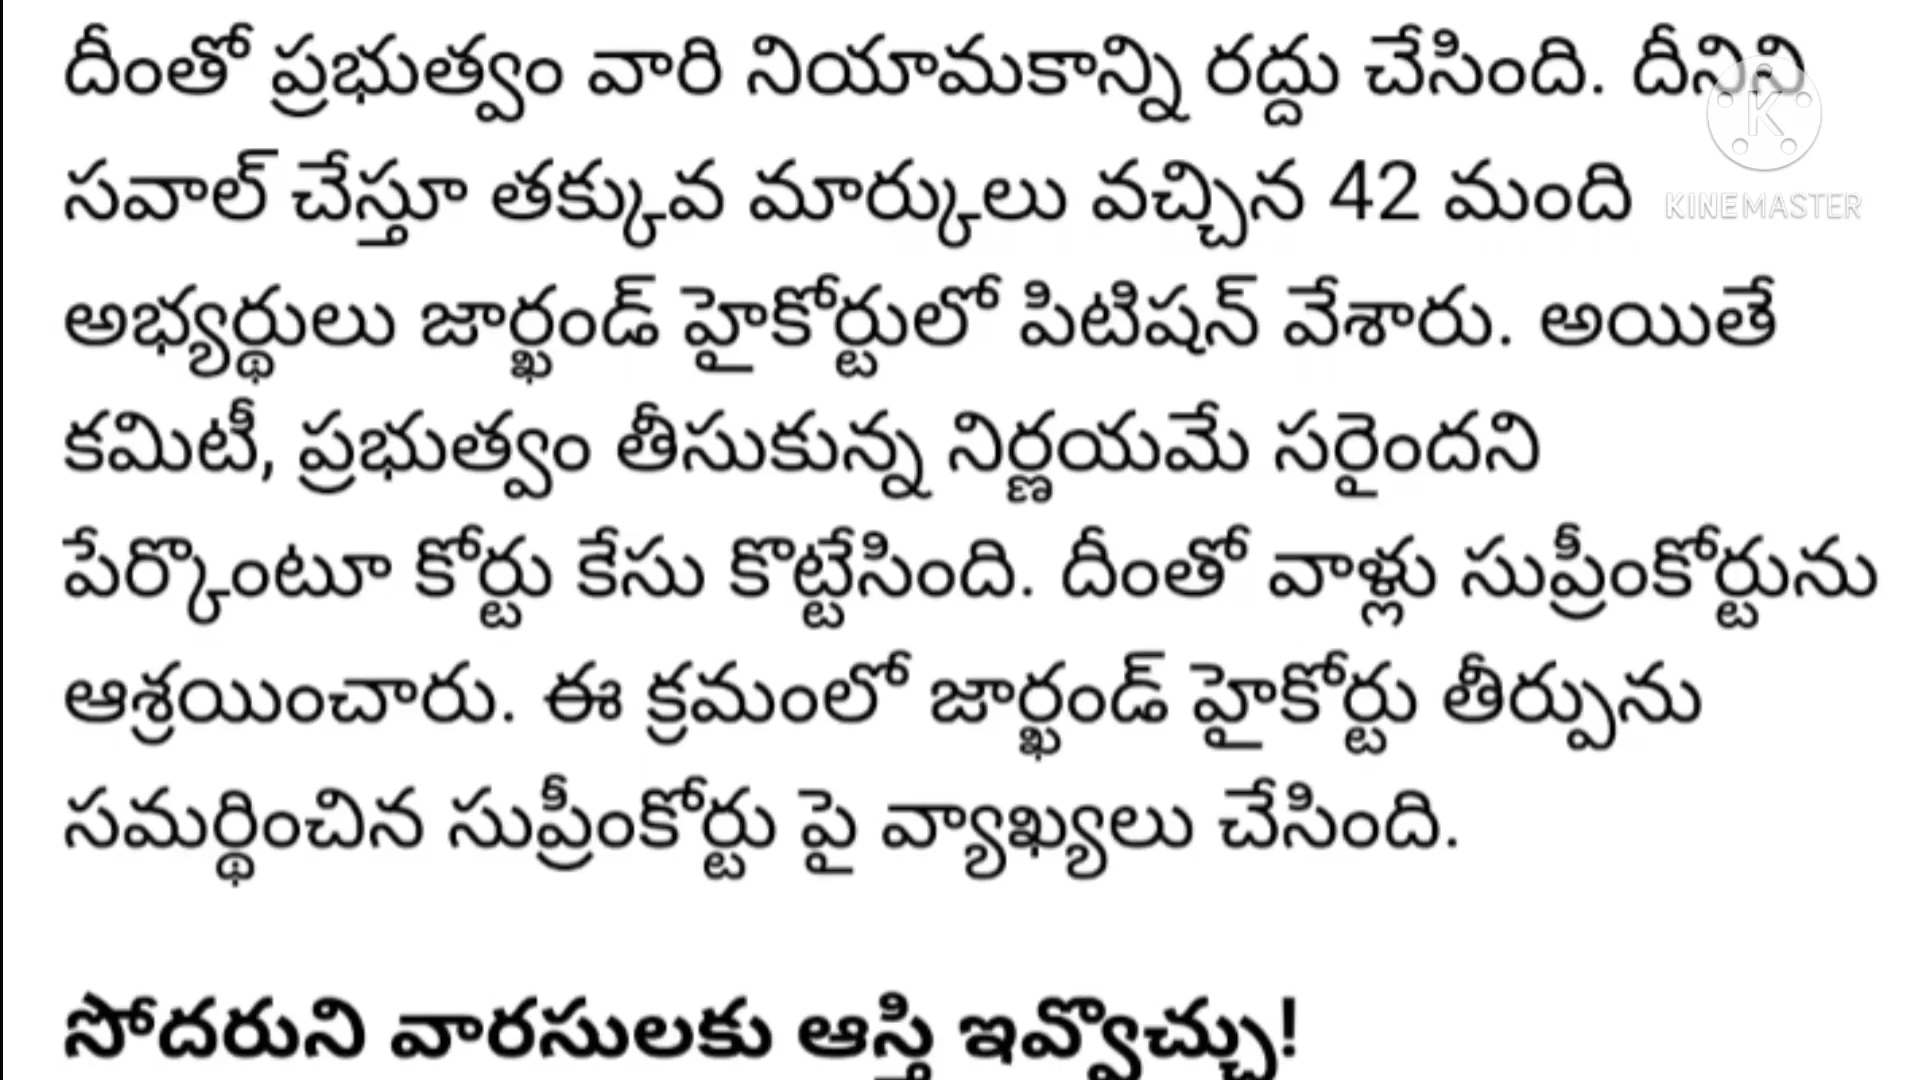 దీంతో ప్రభుత్వం వారి నియామకాన్ని రద్దు చేసింది. దీనిని
సవాల్ చేస్తూ తక్కువ మార్కులు వచ్చిన 42 మంది
KINEMASTER
అభ్యర్థులు జార్ఖండ్ హైకోర్టులో పిటిషన్ వేశారు. అయితే
కమిటీ, ప్రభుత్వం తీసుకున్న నిర్ణయమే సరైందని
పేర్కొంటూ కోర్టు కేసు కొట్టేసింది. దీంతో వాళ్లు సుప్రీంకోర్టును
ఆశ్రయించారు. ఈ క్రమంలో జార్ఖండ్ హైకోర్టు తీర్పును
సమర్థించిన సుప్రీంకోర్టు పై వ్యాఖ్యలు చేసింది.
సోదరుని వారసులకు ఆస్తి ఇవ్వొచ్చు!